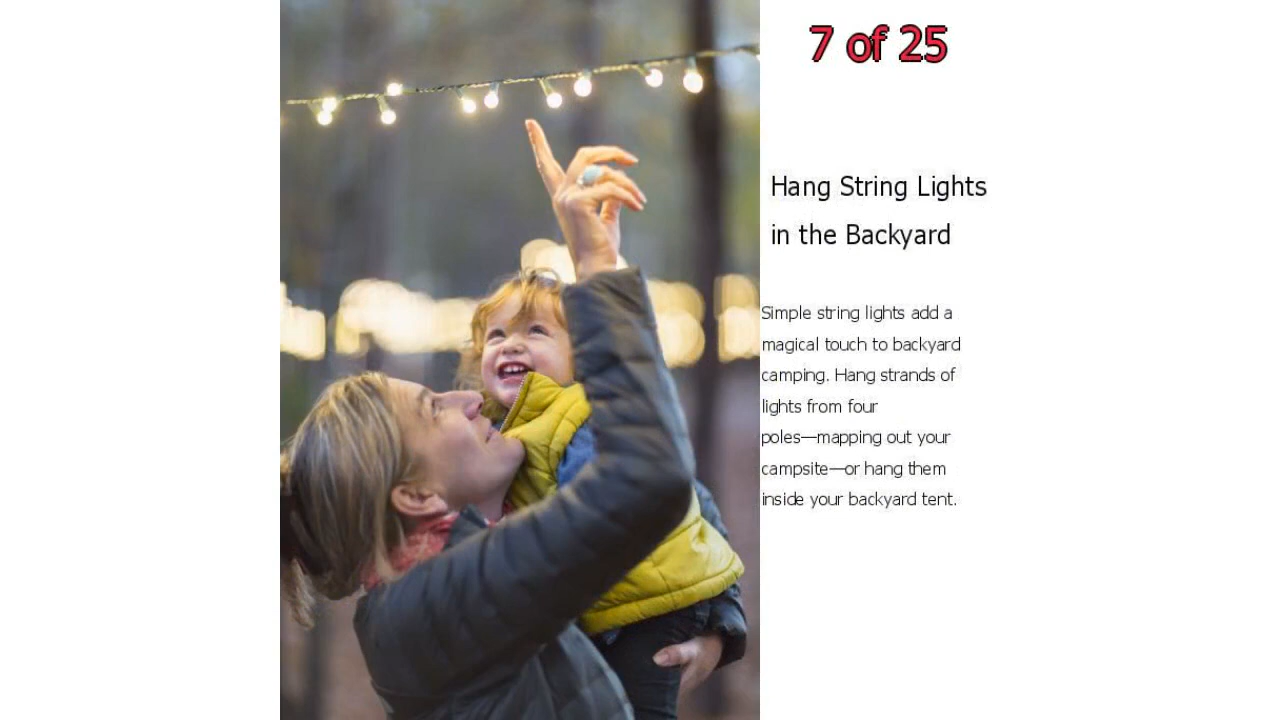 7 of 25
Hang String Lights
in the Backyard
Simple string lights add a
magical touch to backyard
camping. Hang strands of
lights from four
poles—mapping out your
campsite—or hang them
inside your backyard tent.